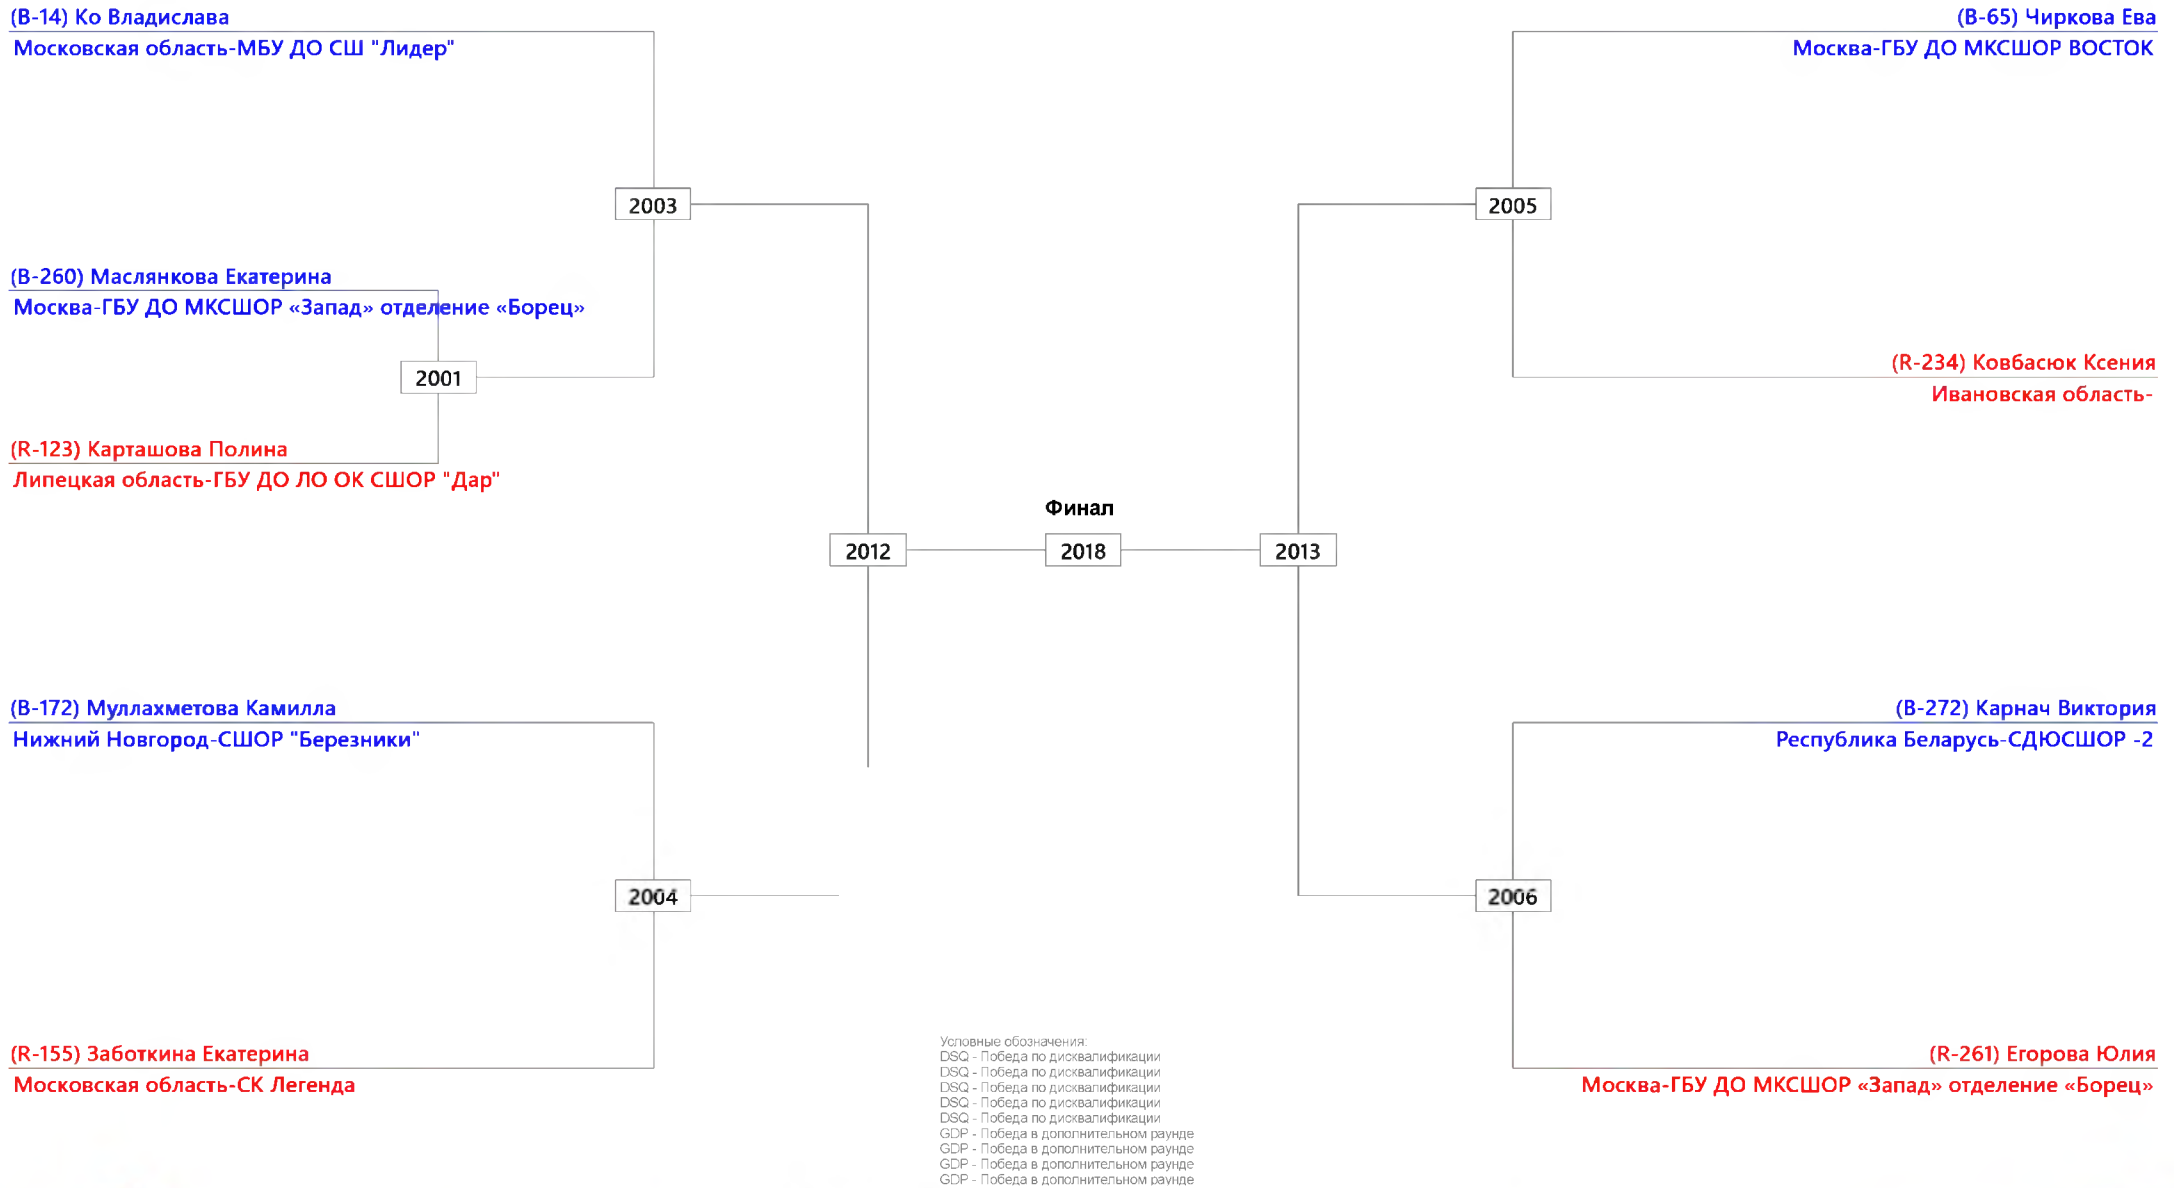 (B-14) Ко Владислава
Московская область-МБУ ДО СШ "Лидер"
(B-65) Чиркова Ева
Москва-ГБУ ДО МКСШОР ВОСТОК
2003
2005
(B-260) Маслянкова Екатерина
Москва-ГБУ ДО МКСШОР «Запад» отделение «Борец»
2001
(R-234) Ковбасюк Ксения
Ивановская область-
(R-123) Карташова Полина
Липецкая область-ГБУ ДО ЛО ОК СШОР "Дар"
Финал
2012
2018
2013
(B-172) Муллахметова Камилла
Нижний Новгород-СШОР "Березники"
(B-272) Карнач Виктория
Республика Беларусь-СДЮСШОР -2
2004
2006
(R-155) Заботкина Екатерина
Московская область-СК Легенда
(R-261) Егорова Юлия
Москва-ГБУ ДО МКСШОР «Запад» отделение «Борец»
Условные обозначения:
DSQ - Победа по дисквалификации
DSQ - Победа по дисквалификации
DSQ - Победа по дисквалификации
DSQ - Победа по дисквалификации
DSQ - Победа по дисквалификации
GDP - Победа в дополнительном раунде
GDP - Победа в дополнительном раунде
GDP - Победа в дополнительном раунде
GDP - Победа в дополнительном раунде